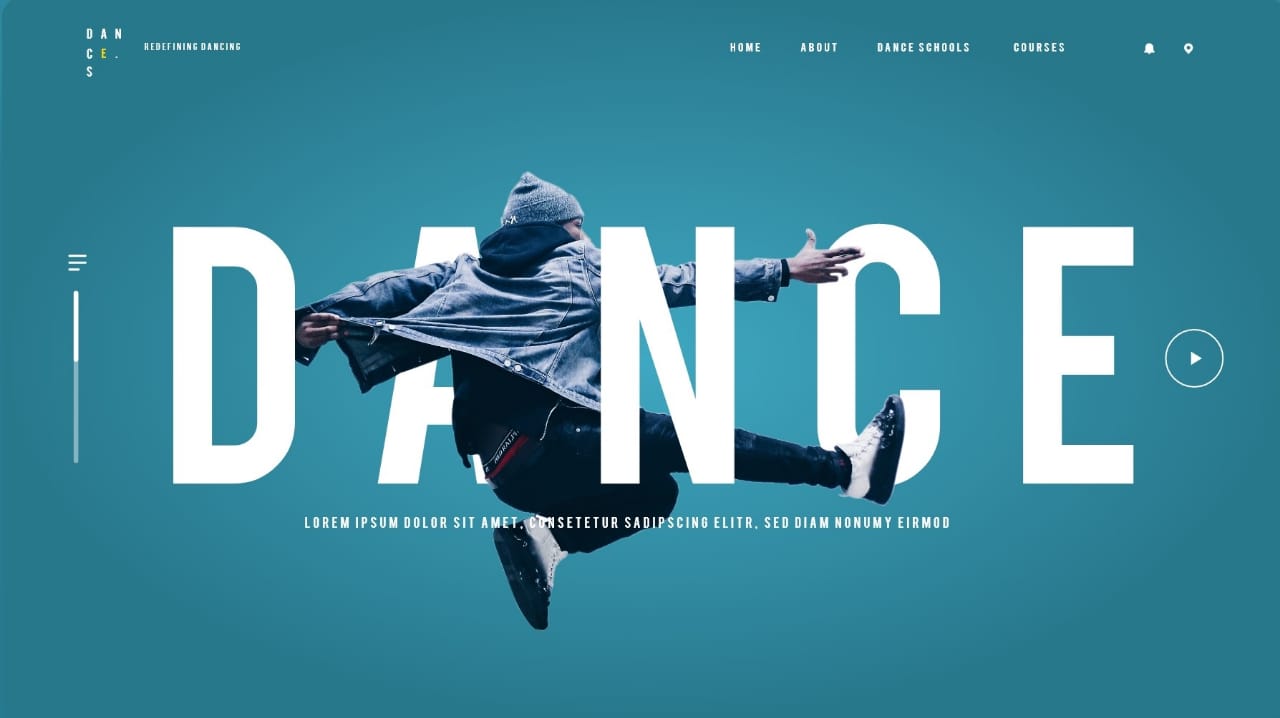 DAN
CE.
S
REDEFINING DANCING
HOME
ABOUT
DANCE SCHOOLS
COURSES
DANCE
LOREM IPSUM DOLOR SIT AMET, CONSETETUR SADIPSCING ELITR, SED DIAM NONUMY EIRMOD